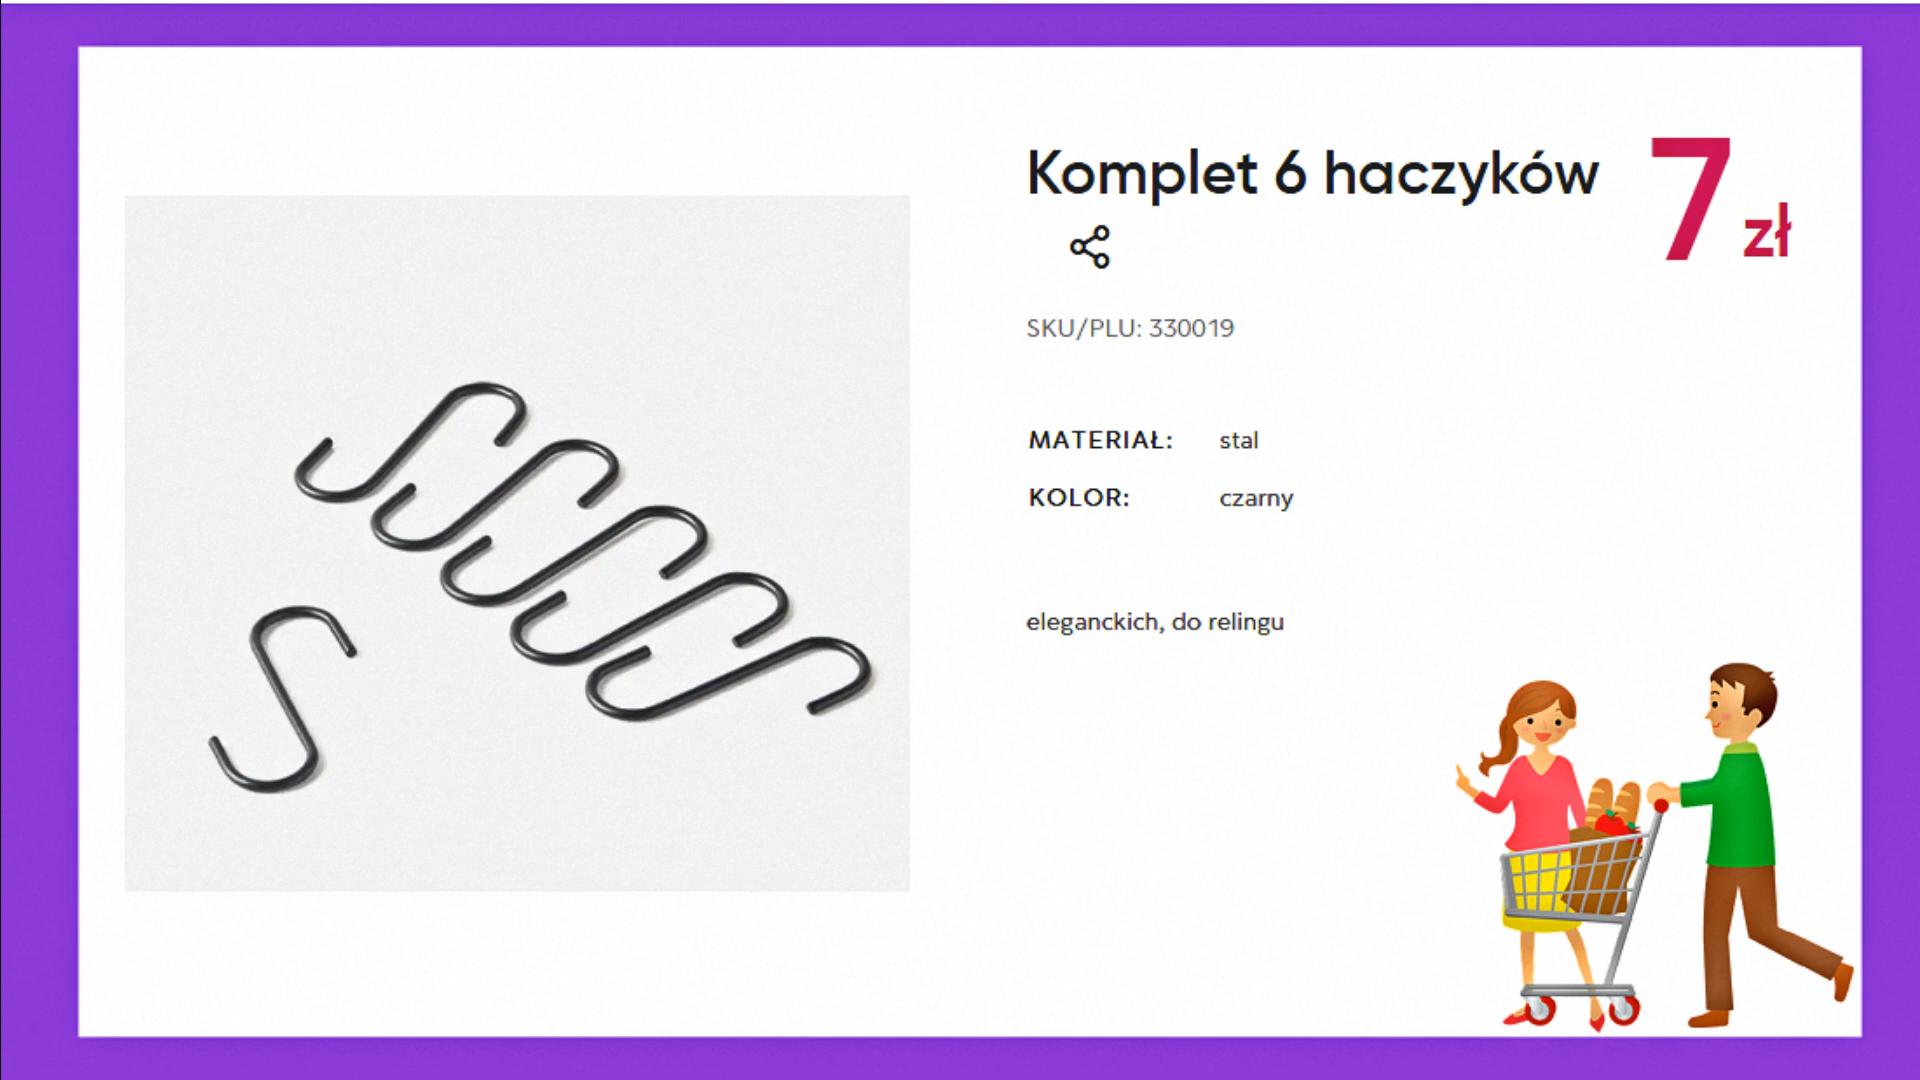 Komplet 6 haczyków
7 zł
SKU/PLU: 330019
MATERIAŁ: stal
KOLOR: czarny
eleganckich, do relingu